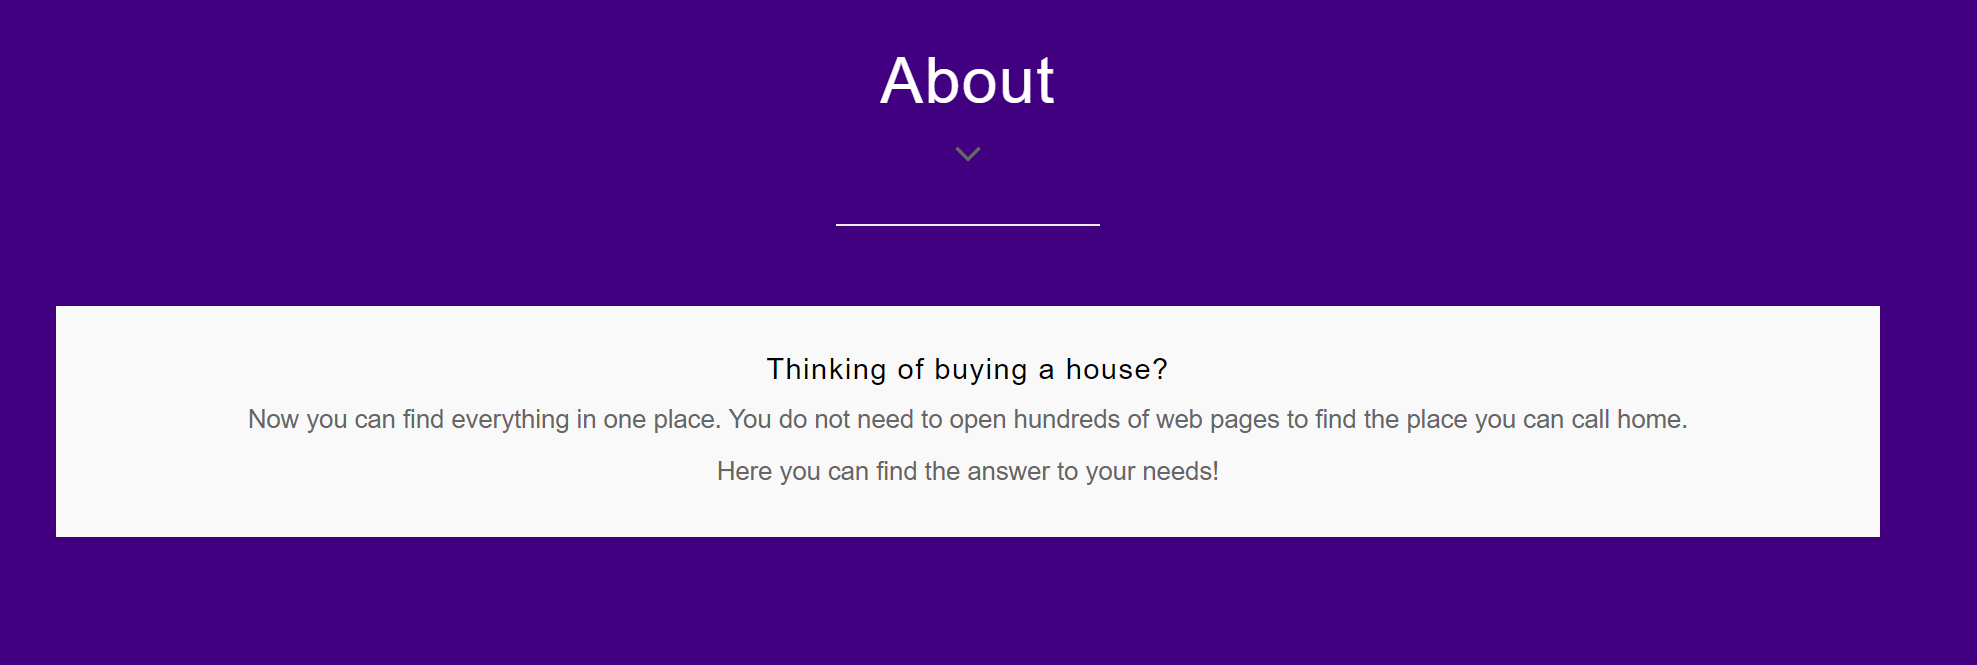 About
Thinking of buying a house?
Now you can find everything in one place. You do not need to open hundreds of web pages to find the place you can call home.
Here you can find the answer to your needs!